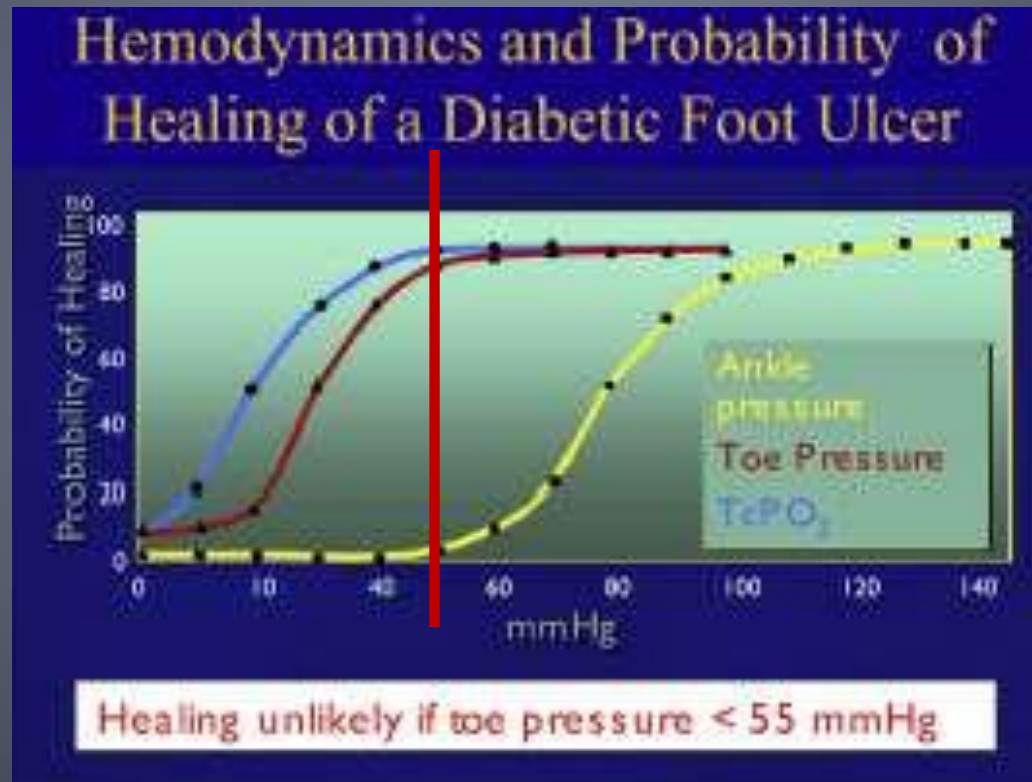 Hemodynamics and Probability of
Healing of a Diabetic Foot Ulcer
Probability of Healing
100
80
60
40
20
0
0 10 40 60 80 100 120 140
mmHg
Ankle
pressure
Toe Pressure
TcPO₂
Healing unlikely if toe pressure < 55 mmHg